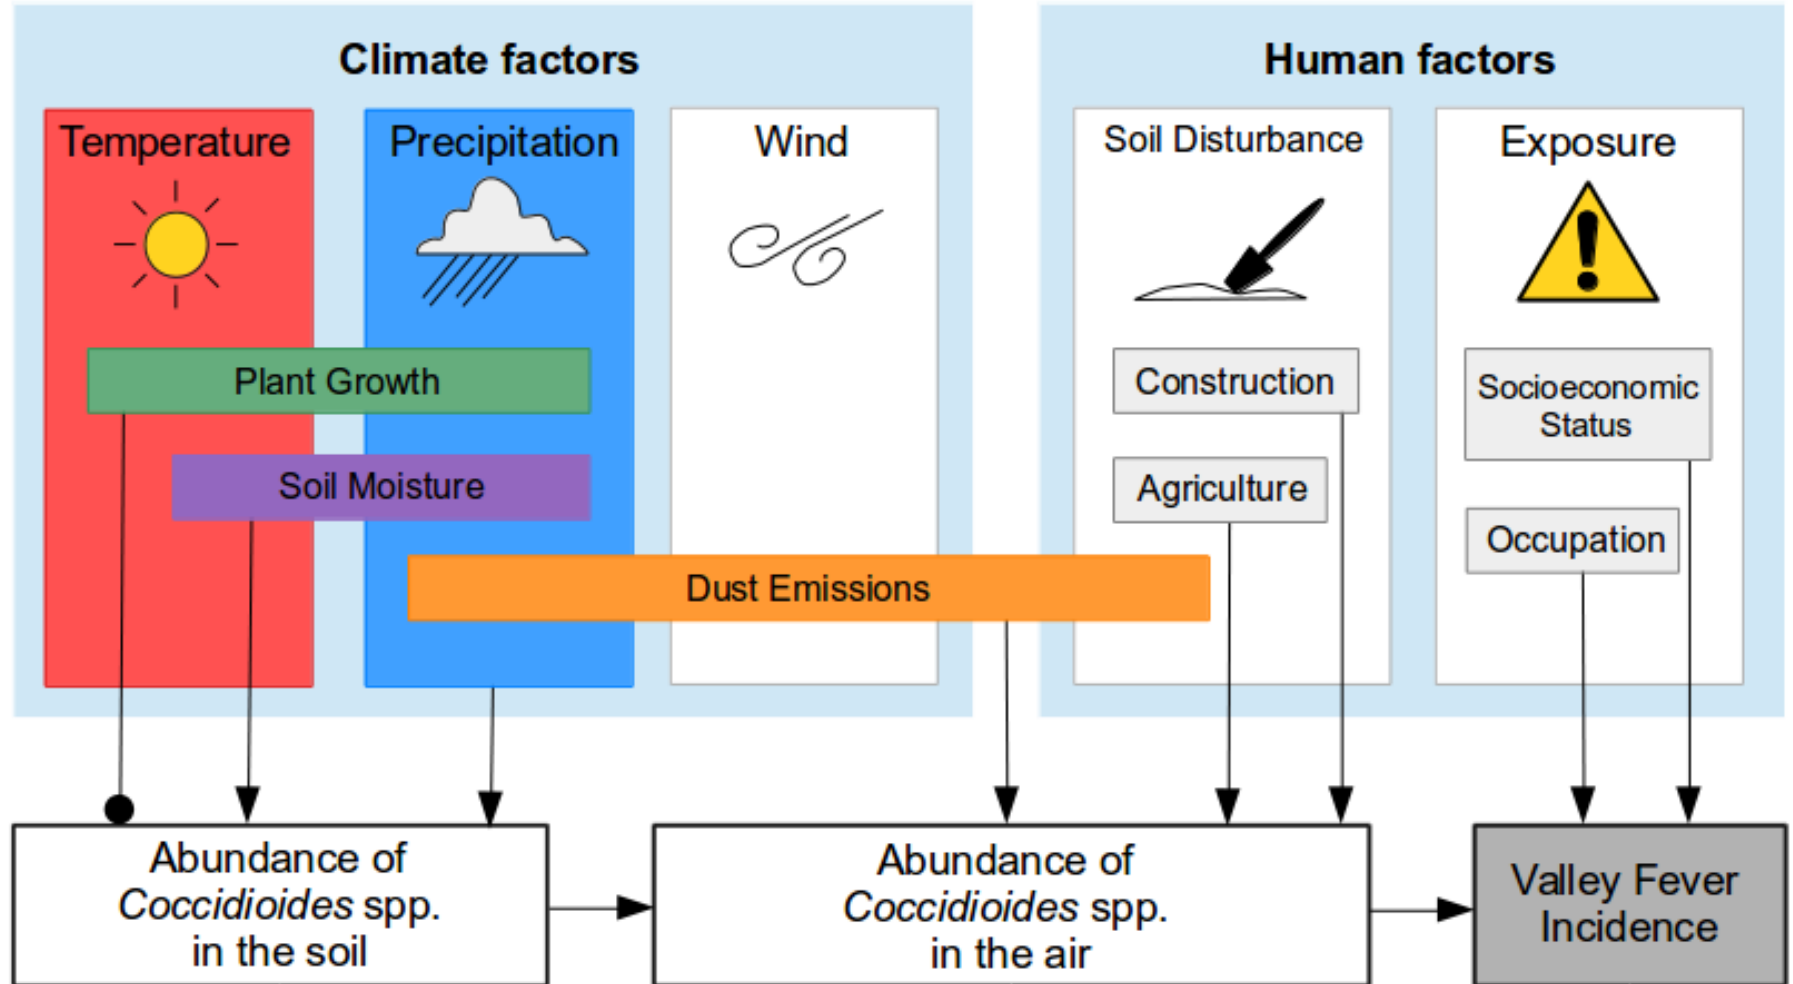 Climate factors
Human factors
Temperature
Precipitation
Wind
Soil Disturbance
Exposure
Plant Growth
Construction
Socioeconomic
Status
Soil Moisture
Agriculture
Occupation
Dust Emissions
Abundance of
Coccidioides spp.
in the soil
Abundance of
Coccidioides spp.
in the air
Valley Fever
Incidence